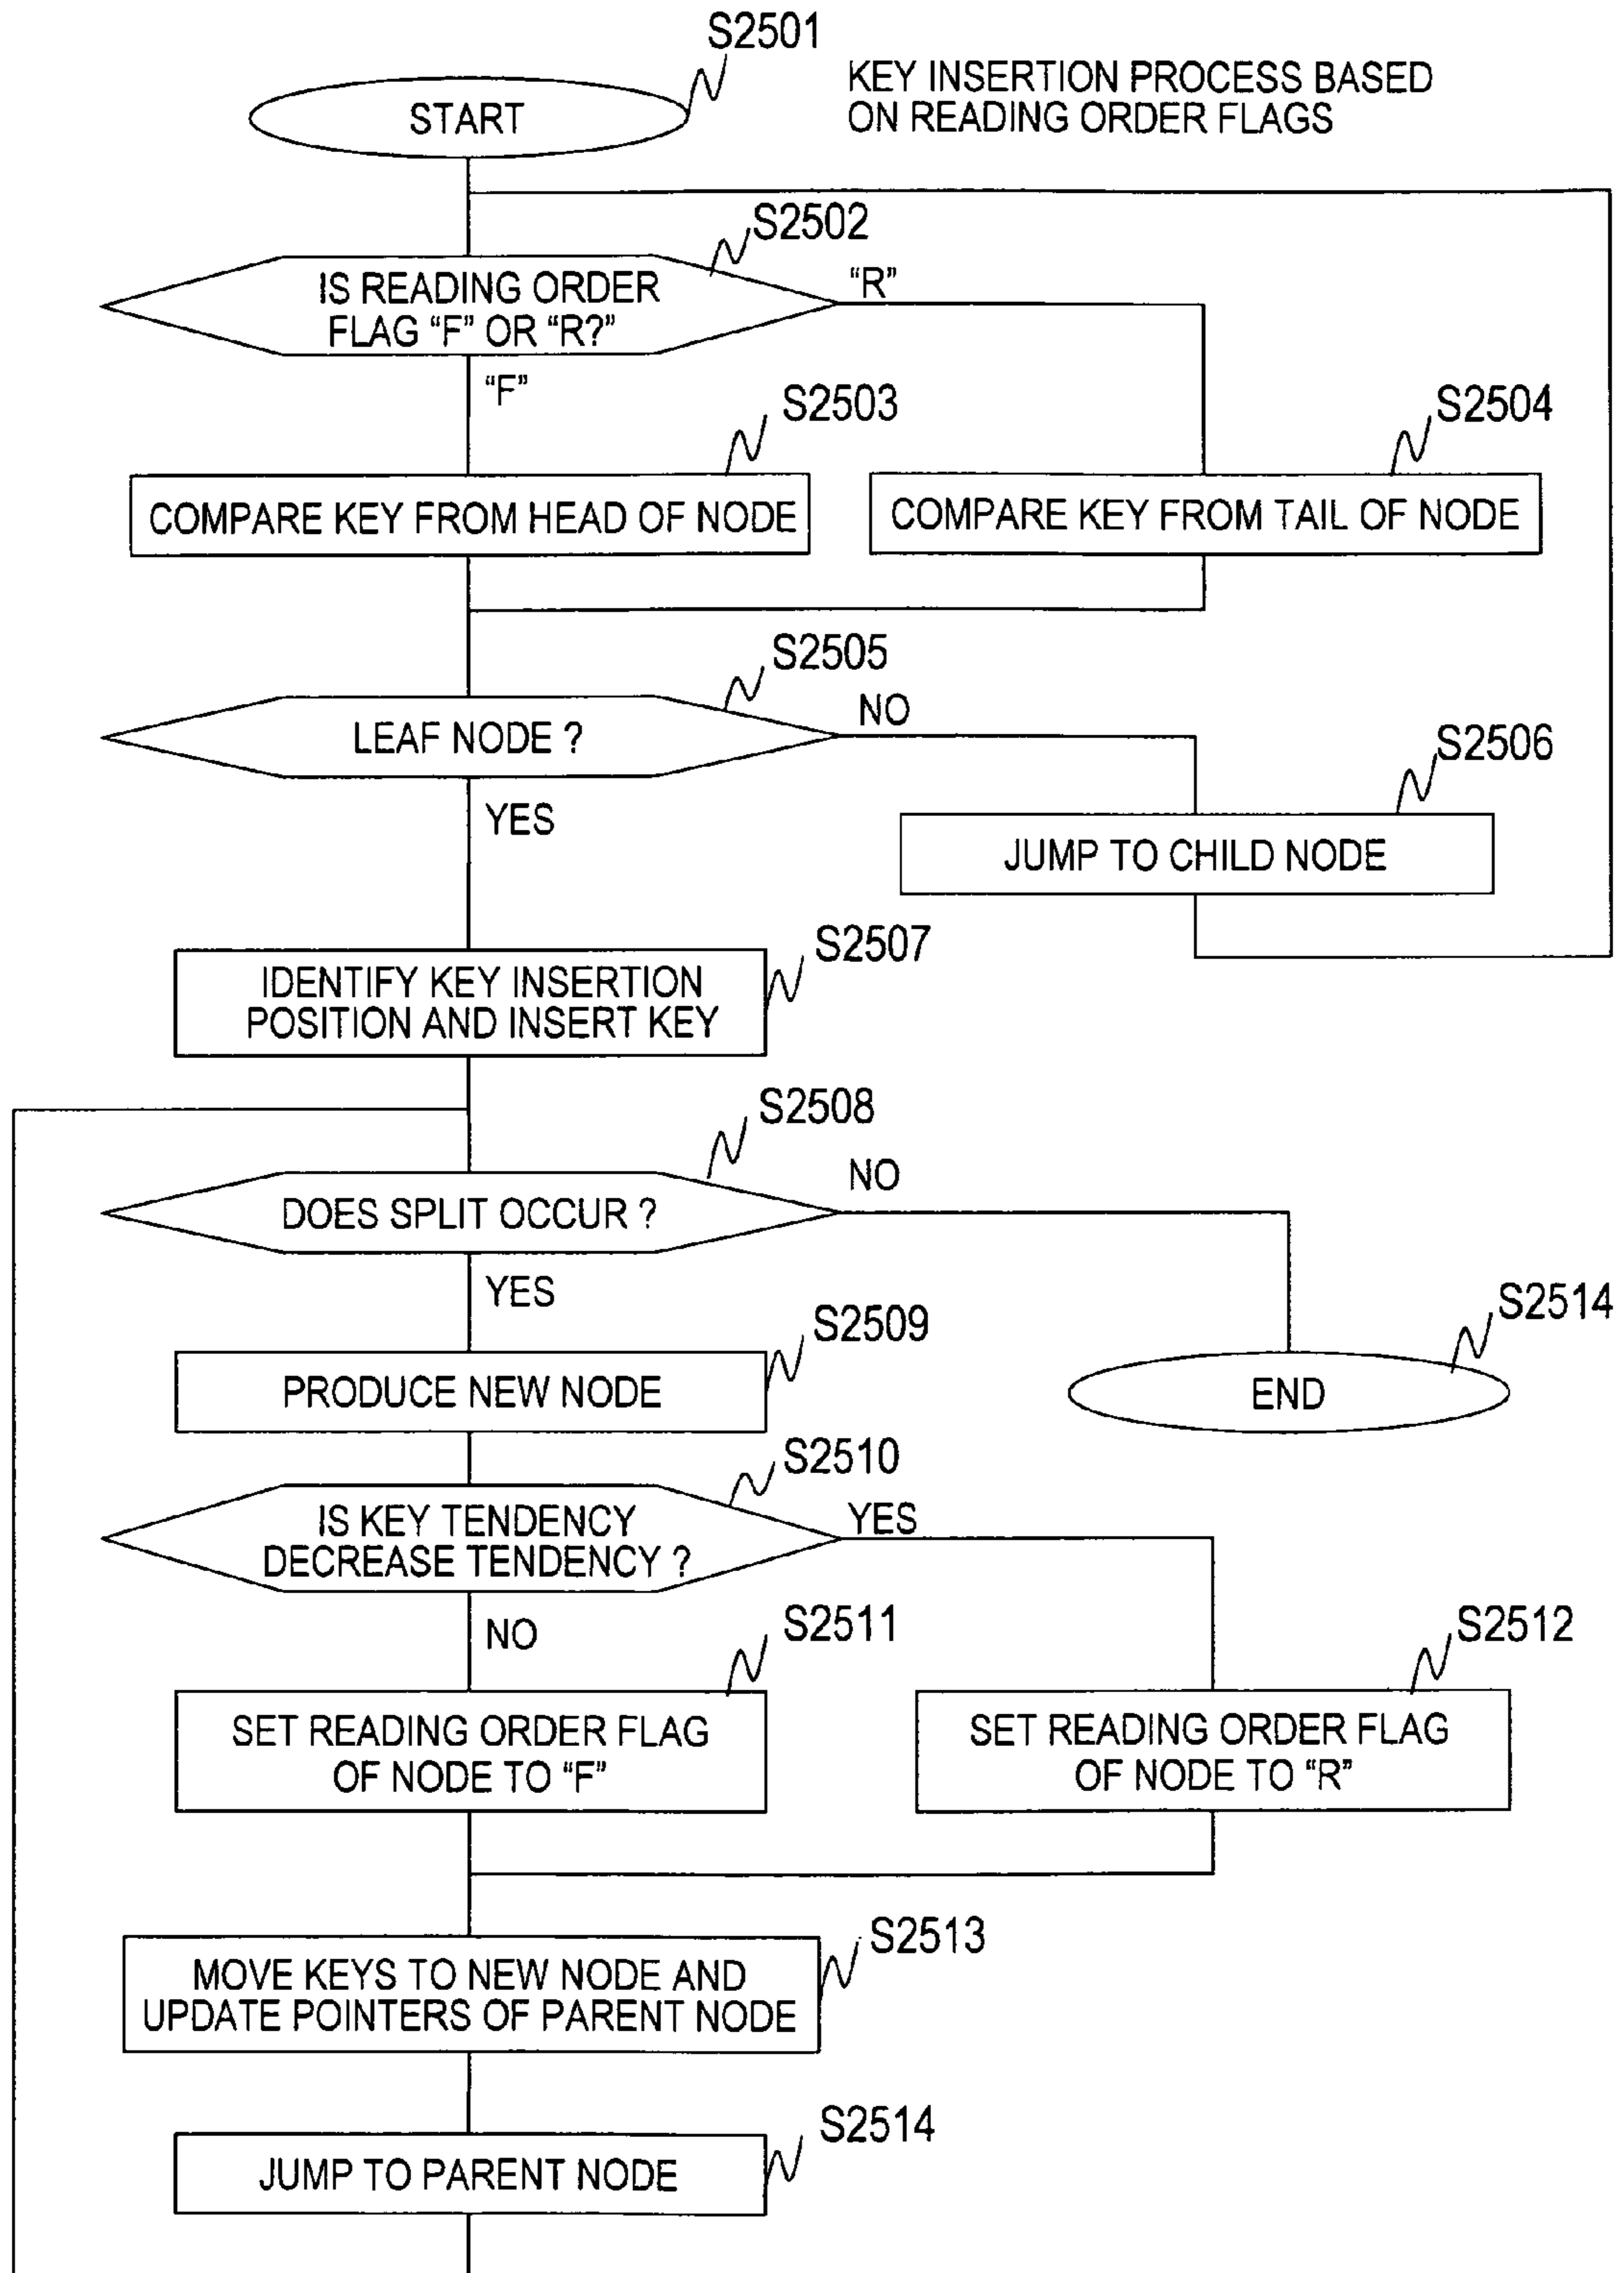 S2501
KEY INSERTION PROCESS BASED
ON READING ORDER FLAGS
START
S2502
IS READING ORDER
FLAG “F” OR “R?”
“R”
“F”
S2503
S2504
COMPARE KEY FROM HEAD OF NODE
COMPARE KEY FROM TAIL OF NODE
S2505
LEAF NODE ?
NO
YES
S2506
JUMP TO CHILD NODE
S2507
IDENTIFY KEY INSERTION
POSITION AND INSERT KEY
S2508
DOES SPLIT OCCUR ?
NO
YES
S2509
PRODUCE NEW NODE
S2514
END
S2510
IS KEY TENDENCY
DECREASE TENDENCY ?
YES
NO
S2511
S2512
SET READING ORDER FLAG
OF NODE TO “F”
SET READING ORDER FLAG
OF NODE TO “R”
S2513
MOVE KEYS TO NEW NODE AND
UPDATE POINTERS OF PARENT NODE
S2514
JUMP TO PARENT NODE